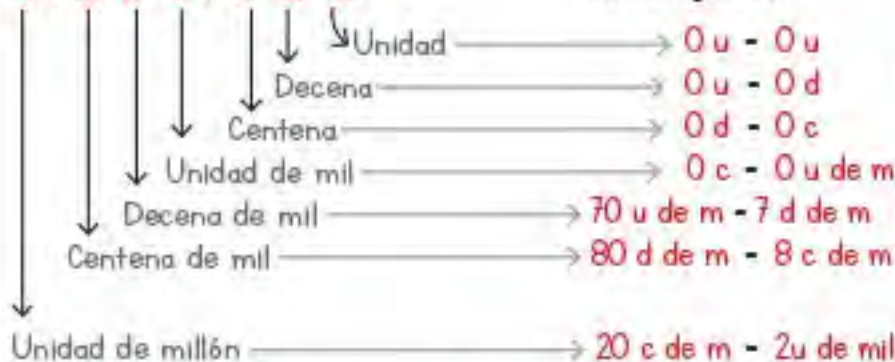 Unidad 0 u - 0 u
Decena 0 u - 0 d
Centena 0 d - 0 c
Unidad de mil 0 c - 0 u de m
Decena de mil 70 u de m - 7 d de m
Centena de mil 80 d de m - 8 c de m
Unidad de millón 20 c de m - 2u de mill